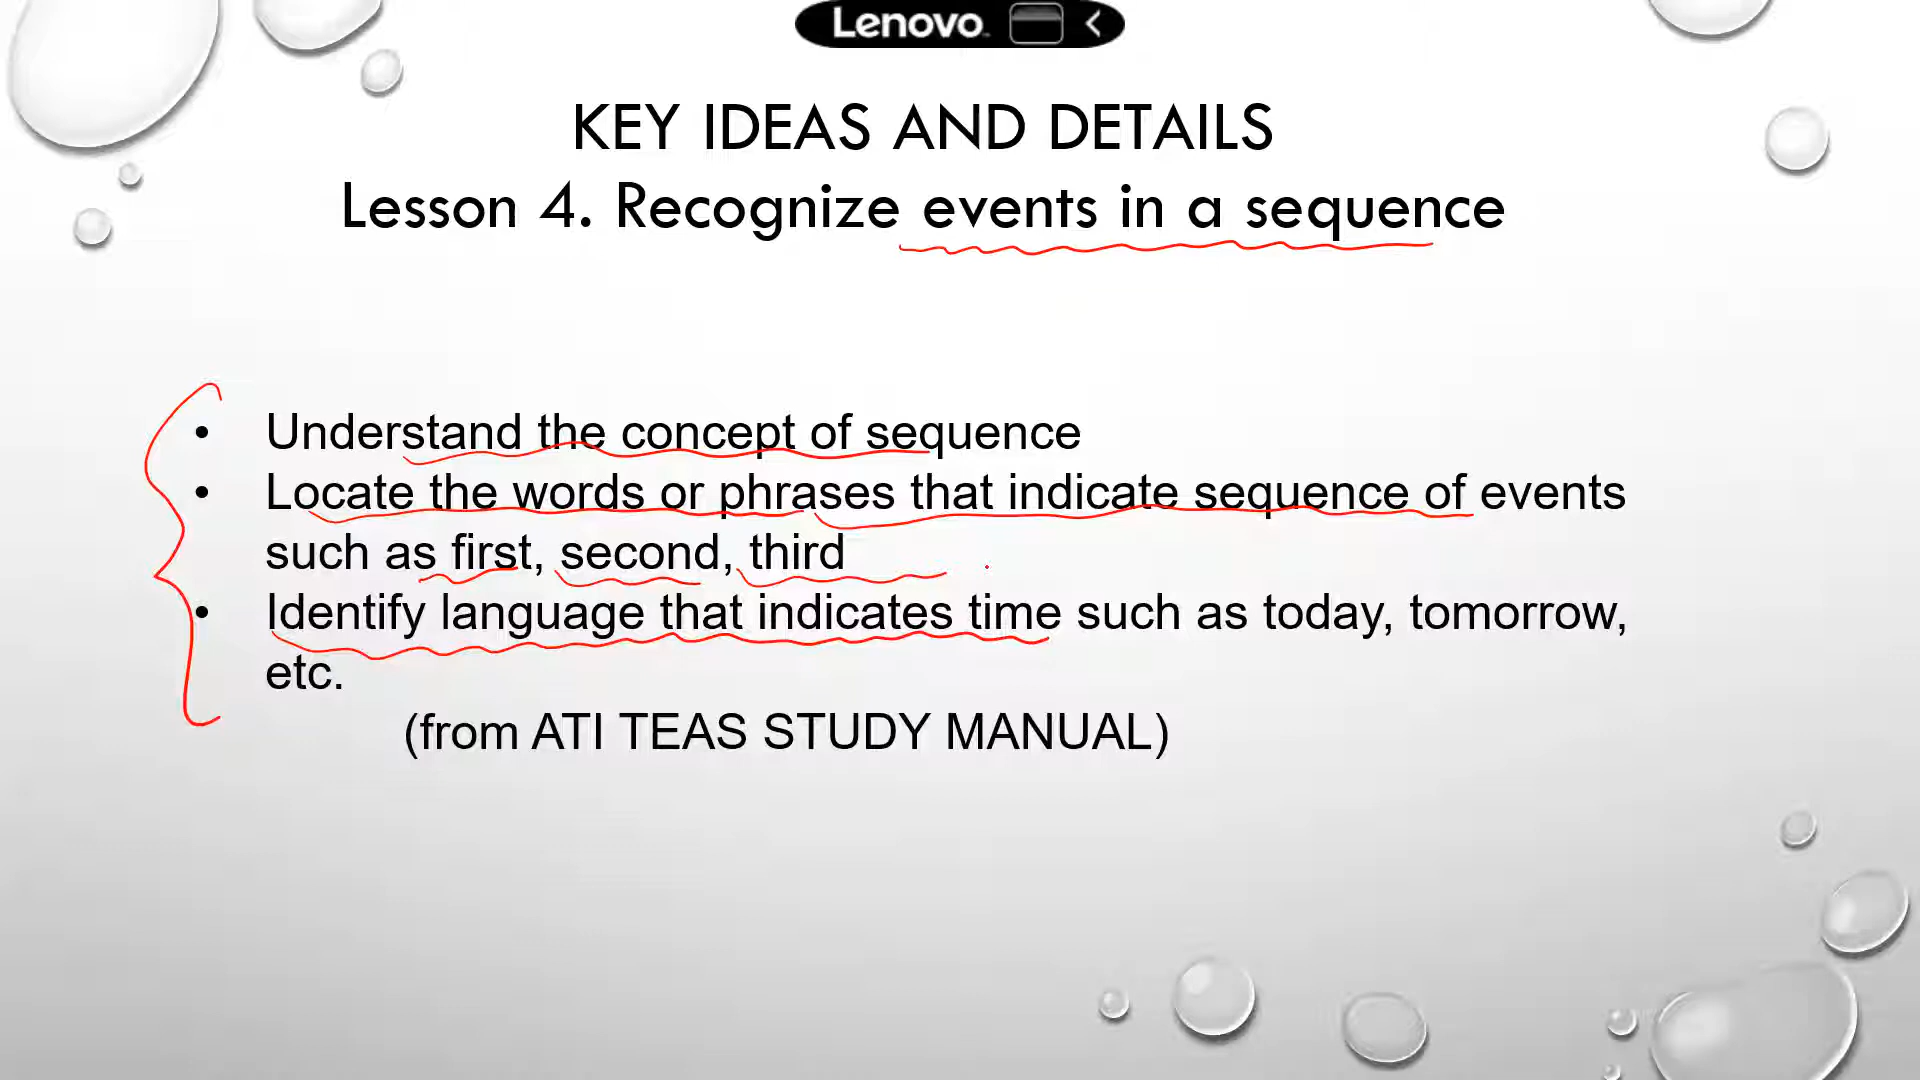 Lenovo
KEY IDEAS AND DETAILS
Lesson 4. Recognize events in a sequence
• Understand the concept of sequence
• Locate the words or phrases that indicate sequence of events
such as first, second, third
• Identify language that indicates time such as today, tomorrow,
etc.
(from ATI TEAS STUDY MANUAL)